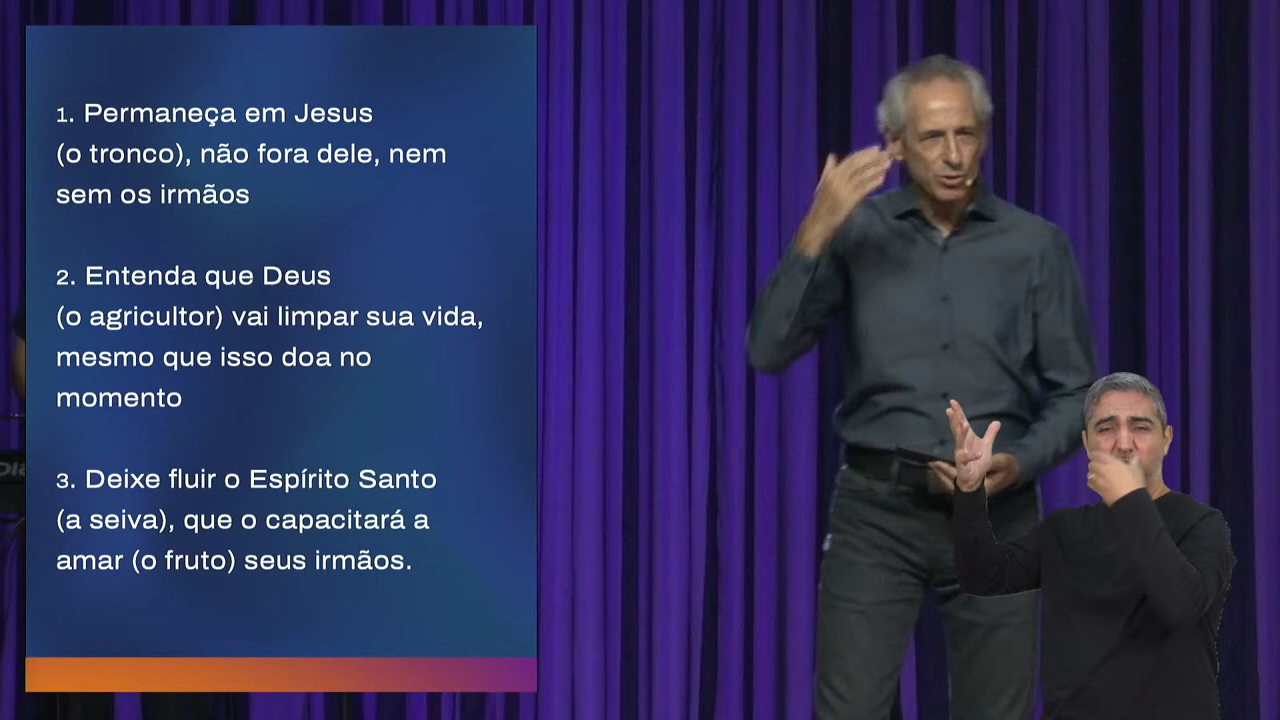 1. Permaneça em Jesus
(o tronco), não fora dele, nem
sem os irmãos
2. Entenda que Deus
(o agricultor) vai limpar sua vida,
mesmo que isso doa no
momento
3. Deixe fluir o Espírito Santo
(a seiva), que o capacitará a
amar (o fruto) seus irmãos.